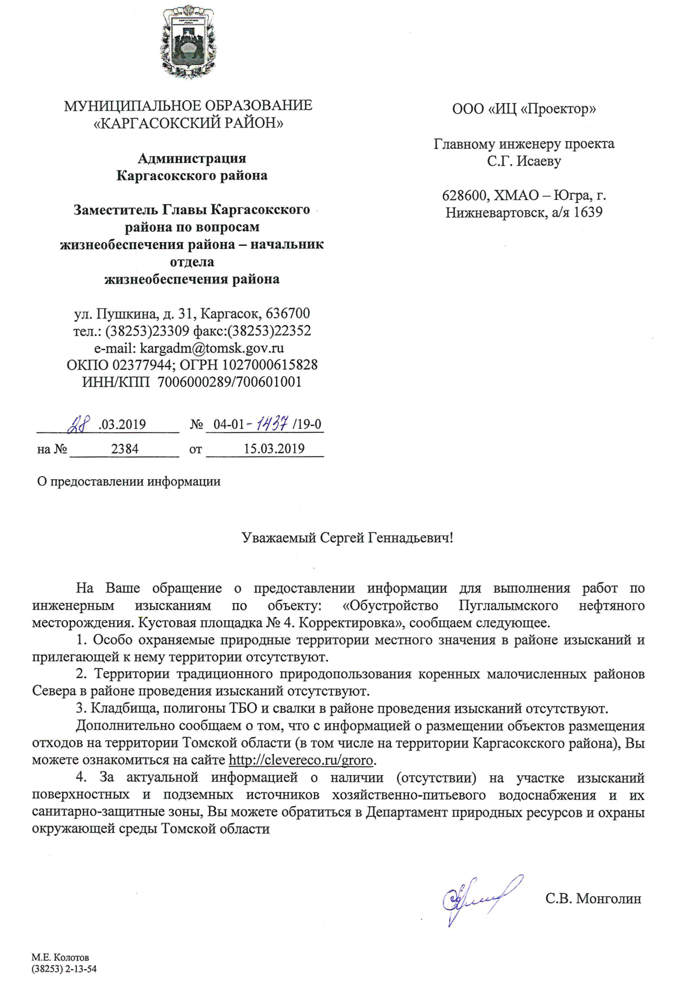 КАРГАСОКСКИЙ
РАЙОН
МУНИЦИПАЛЬНОЕ ОБРАЗОВАНИЕ
«КАРГАСОКСКИЙ РАЙОН»
Администрация
Каргасокского района
Заместитель Главы Каргасокского
района по вопросам
жизнеобеспечения района – начальник
отдела
жизнеобеспечения района
ул. Пушкина, д. 31, Каргасок, 636700
тел.: (38253)23309 факс:(38253)22352
e-mail: kargadm@tomsk.gov.ru
ОКПО 02377944; ОГРН 1027000615828
ИНН/КПП 7006000289/700601001
28 .03.2019 № 04-01-1437 /19-0
на № 2384 от 15.03.2019
О предоставлении информации
ООО «ИЦ «Проектор»
Главному инженеру проекта
С.Г. Исаеву
628600, ХМАО – Югра, г.
Нижневартовск, а/я 1639
Уважаемый Сергей Геннадьевич!
На Ваше обращение о предоставлении информации для выполнения работ по
инженерным изысканиям по объекту: «Обустройство Пуглалымского нефтяного
месторождения. Кустовая площадка № 4. Корректировка», сообщаем следующее.
1. Особо охраняемые природные территории местного значения в районе изысканий и
прилегающей к нему территории отсутствуют.
2. Территории традиционного природопользования коренных малочисленных районов
Севера в районе проведения изысканий отсутствуют.
3. Кладбища, полигоны ТБО и свалки в районе проведения изысканий отсутствуют.
Дополнительно сообщаем о том, что с информацией о размещении объектов размещения
отходов на территории Томской области (в том числе на территории Каргасокского района), Вы
можете ознакомиться на сайте http://clevereco.ru/groro.
4. За актуальной информацией о наличии (отсутствии) на участке изысканий
поверхностных и подземных источников хозяйственно-питьевого водоснабжения и их
санитарно-защитные зоны, Вы можете обратиться в Департамент природных ресурсов и охраны
окружающей среды Томской области
С.В. Монголин
М.Е. Колотов
(38253) 2-13-54